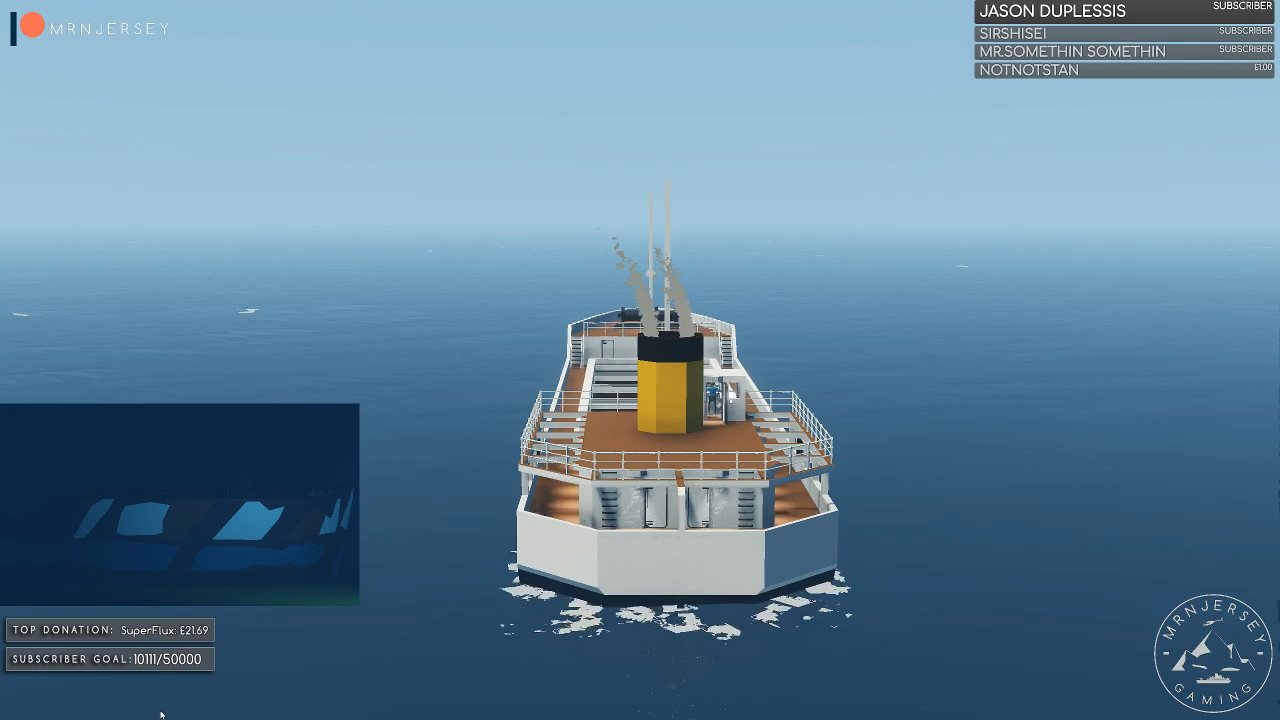 MRNJERSEY
JASON DUPLESSIS SUBSCRIBER
SIRSHISEI SUBSCRIBER
MR.SOMETHIN SOMETHIN SUBSCRIBER
NOTNOTSTAN £1.00
TOP DONATION: SuperFlux: £21.69
SUBSCRIBER GOAL: 10111/50000
MRNJERSEY
GAMING